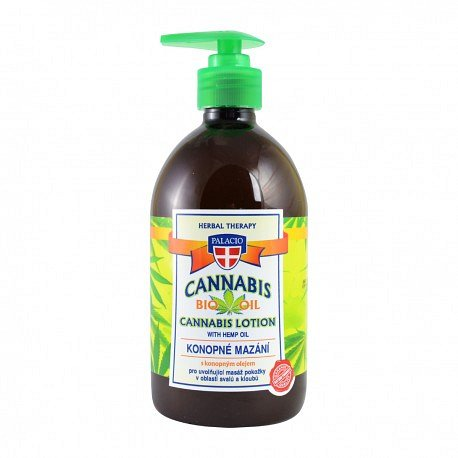 HERBAL THERAPY
PALACIO
CANNABIS
BIO OIL
CANNABIS LOTION
WITH HEMP OIL
KONOPNÉ MAZÁNÍ
s konopným olejem
pro uvolňující masáž pokožky
v oblasti svalů a kloubů